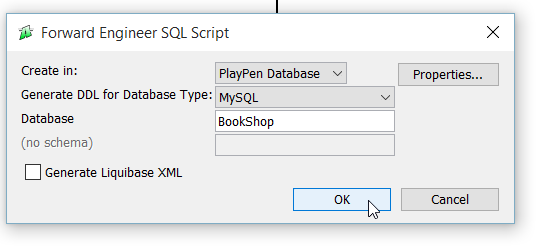 Forward Engineer SQL Script
Create in: PlayPen Database Properties...
Generate DDL for Database Type: MySQL
Database BookShop
(no schema)
Generate Liquibase XML
OK Cancel